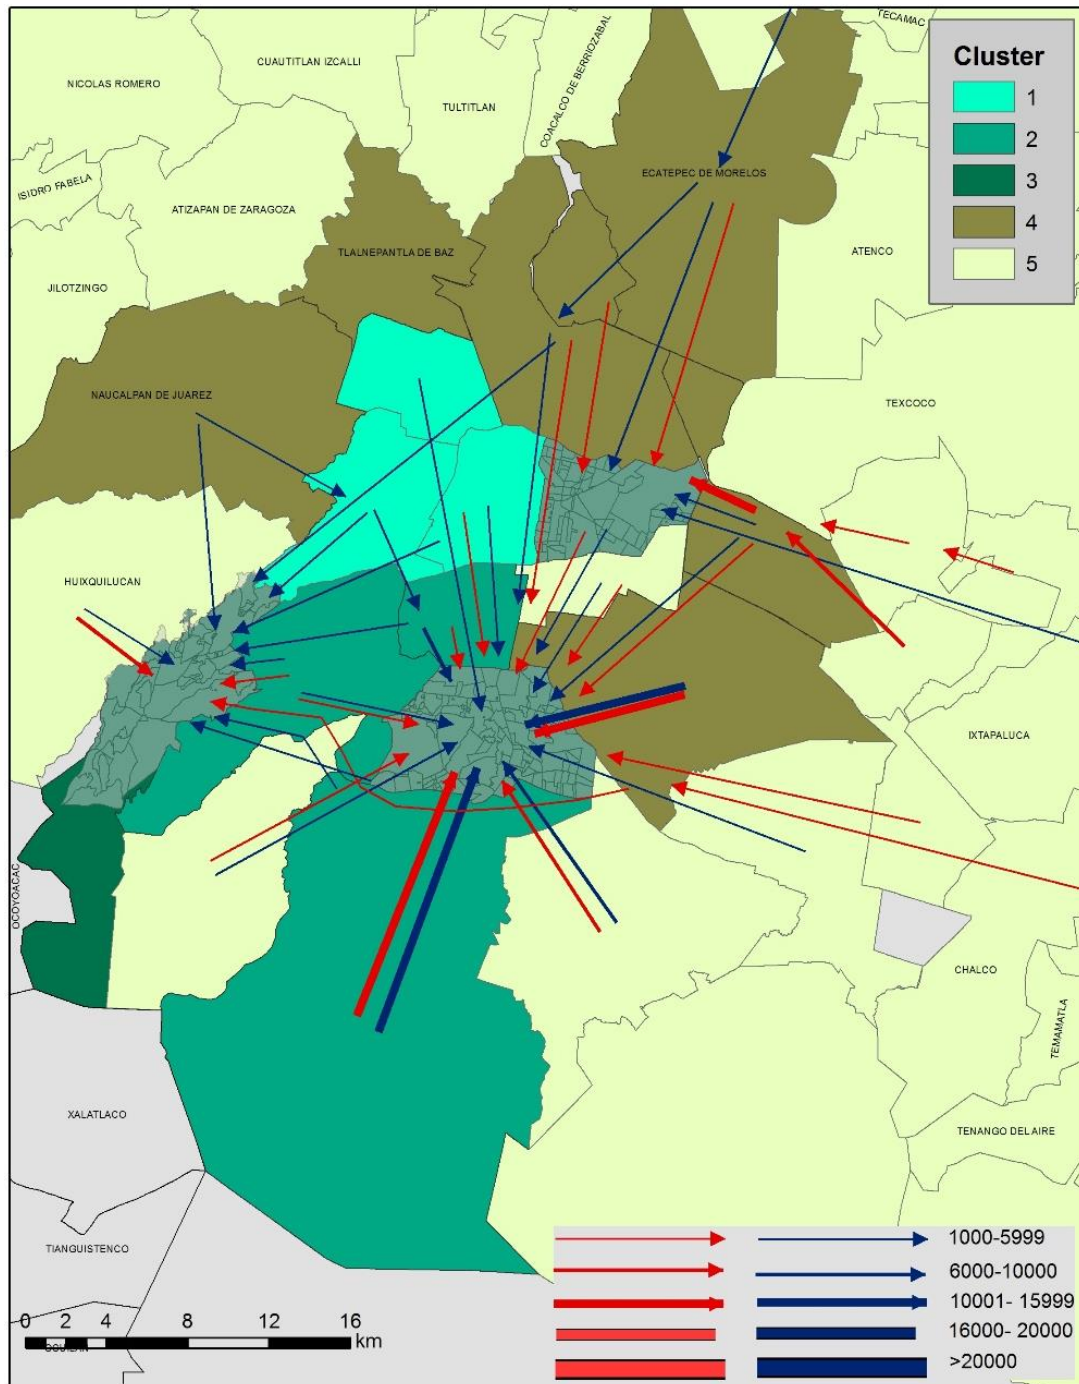 TECAMAC
CUAUTITLAN IZCALLI
NICOLAS ROMERO
TULTITLAN
COACALCO DE BERRIOZABAL
Cluster
1
2
3
4
5
ECATEPEC DE MORELOS
ISIDRO FABELA
ATIZAPAN DE ZARAGOZA
TLALNEPANTLA DE BAZ
ATENCO
JILOTZINGO
NAUCALPAN DE JUAREZ
TEXCOCO
HUIXQUILUCAN
IXTAPALUCA
OCOYOACAC
CHALCO
TEMAMATLA
XALATLACO
TENANGO DEL AIRE
TIANGUISTENCO
1000-5999
6000-10000
10001- 15999
16000- 20000
>20000
0 2 4 8 12 16
km